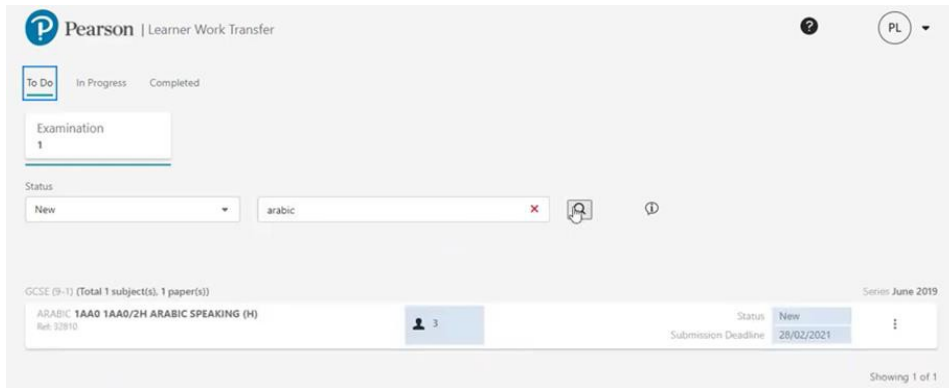 Pearson | Learner Work Transfer
PL
To Do In Progress Completed
Examination
1
Status
New
arabic
GCSE (9-1) (Total 1 subject(s), 1 paper(s))
Series June 2019
ARABIC 1AA0 1AA0/2H ARABIC SPEAKING (H)
Ref: 32810
3
Status New
Submission Deadline 28/02/2021
Showing 1 of 1